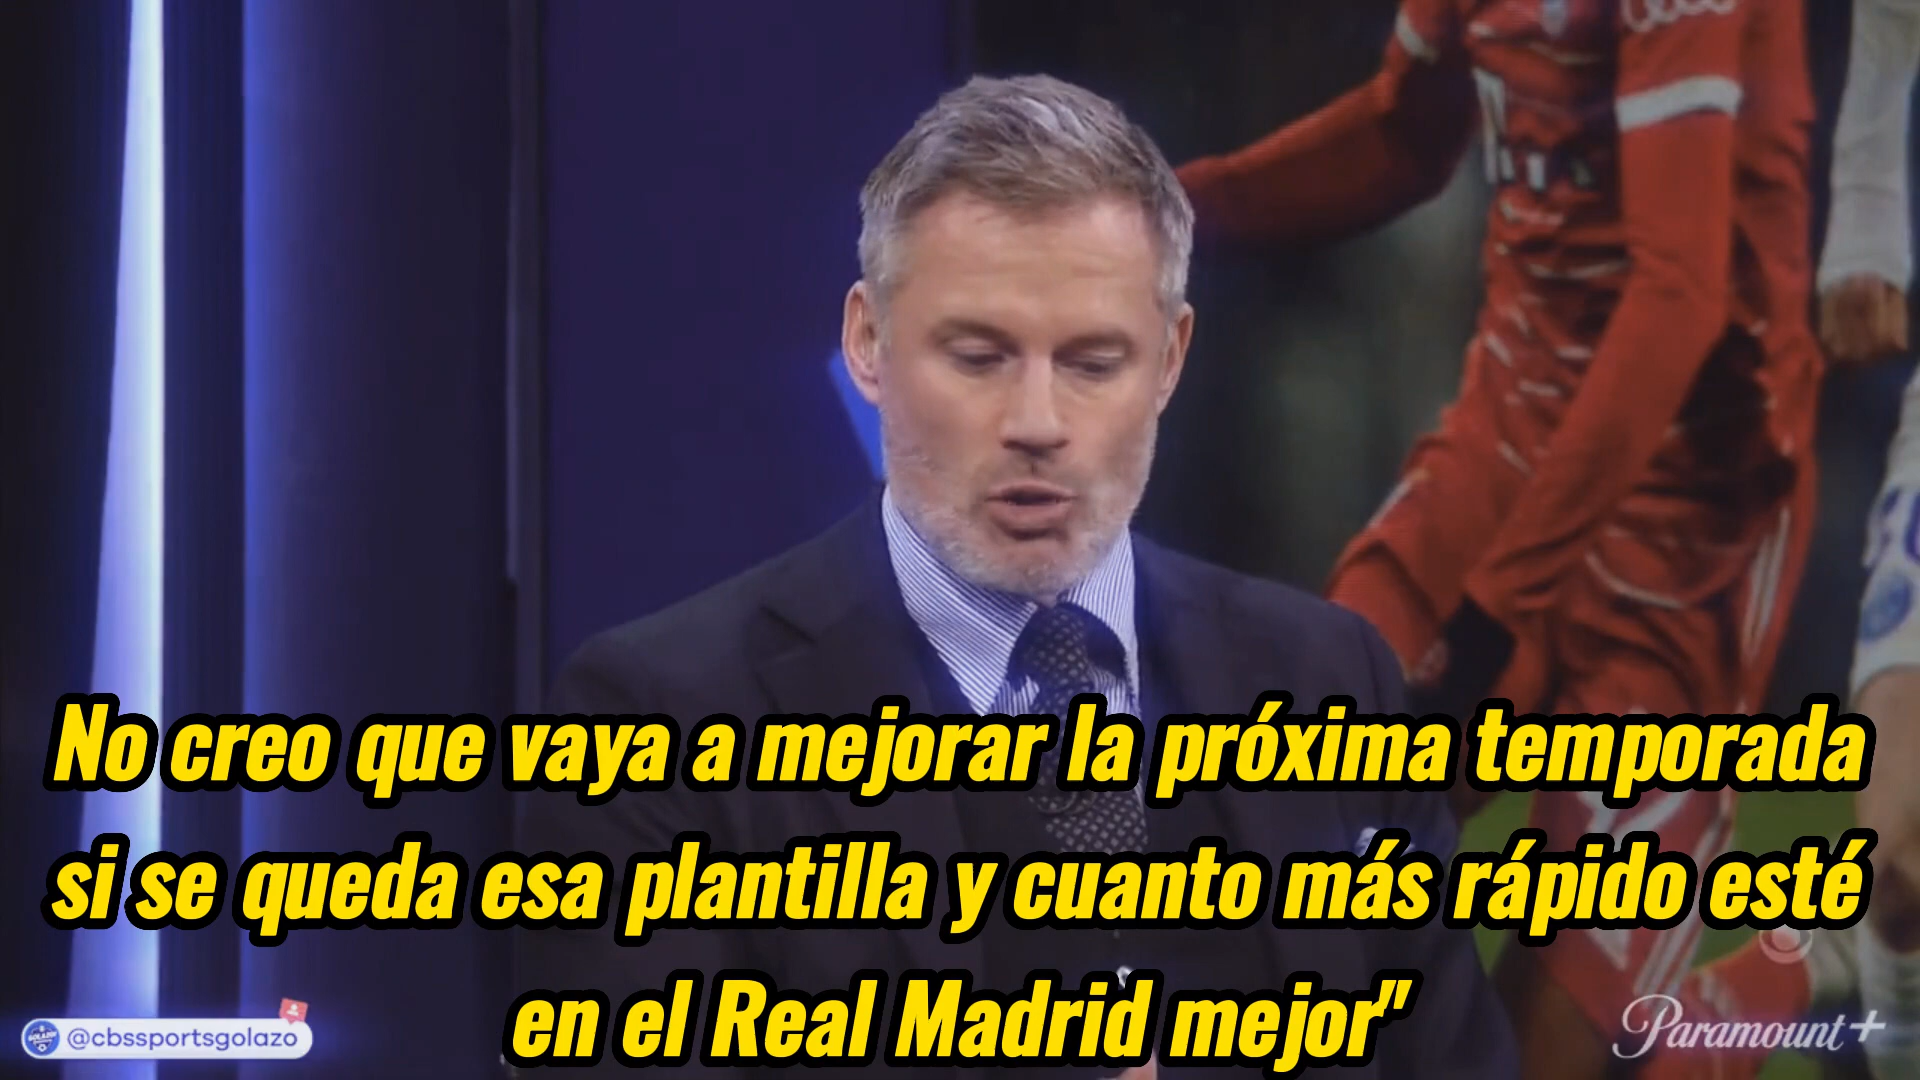 No creo que vaya a mejorar la próxima temporada
si se queda esa plantilla y cuanto más rápido esté
en el Real Madrid mejor"
@cbssportsgolazo
Paramount+